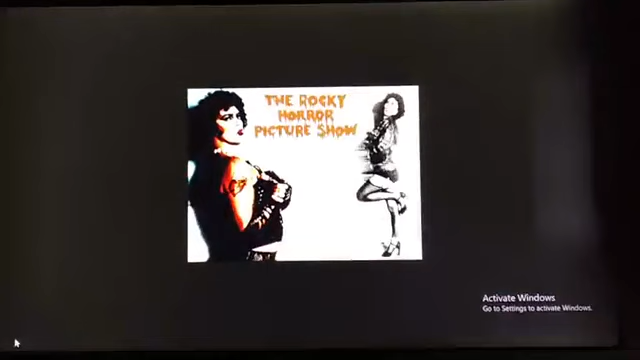 THE ROCKY
HORROR
PICTURE SHOW
Activate Windows
Go to Settings to activate Windows.